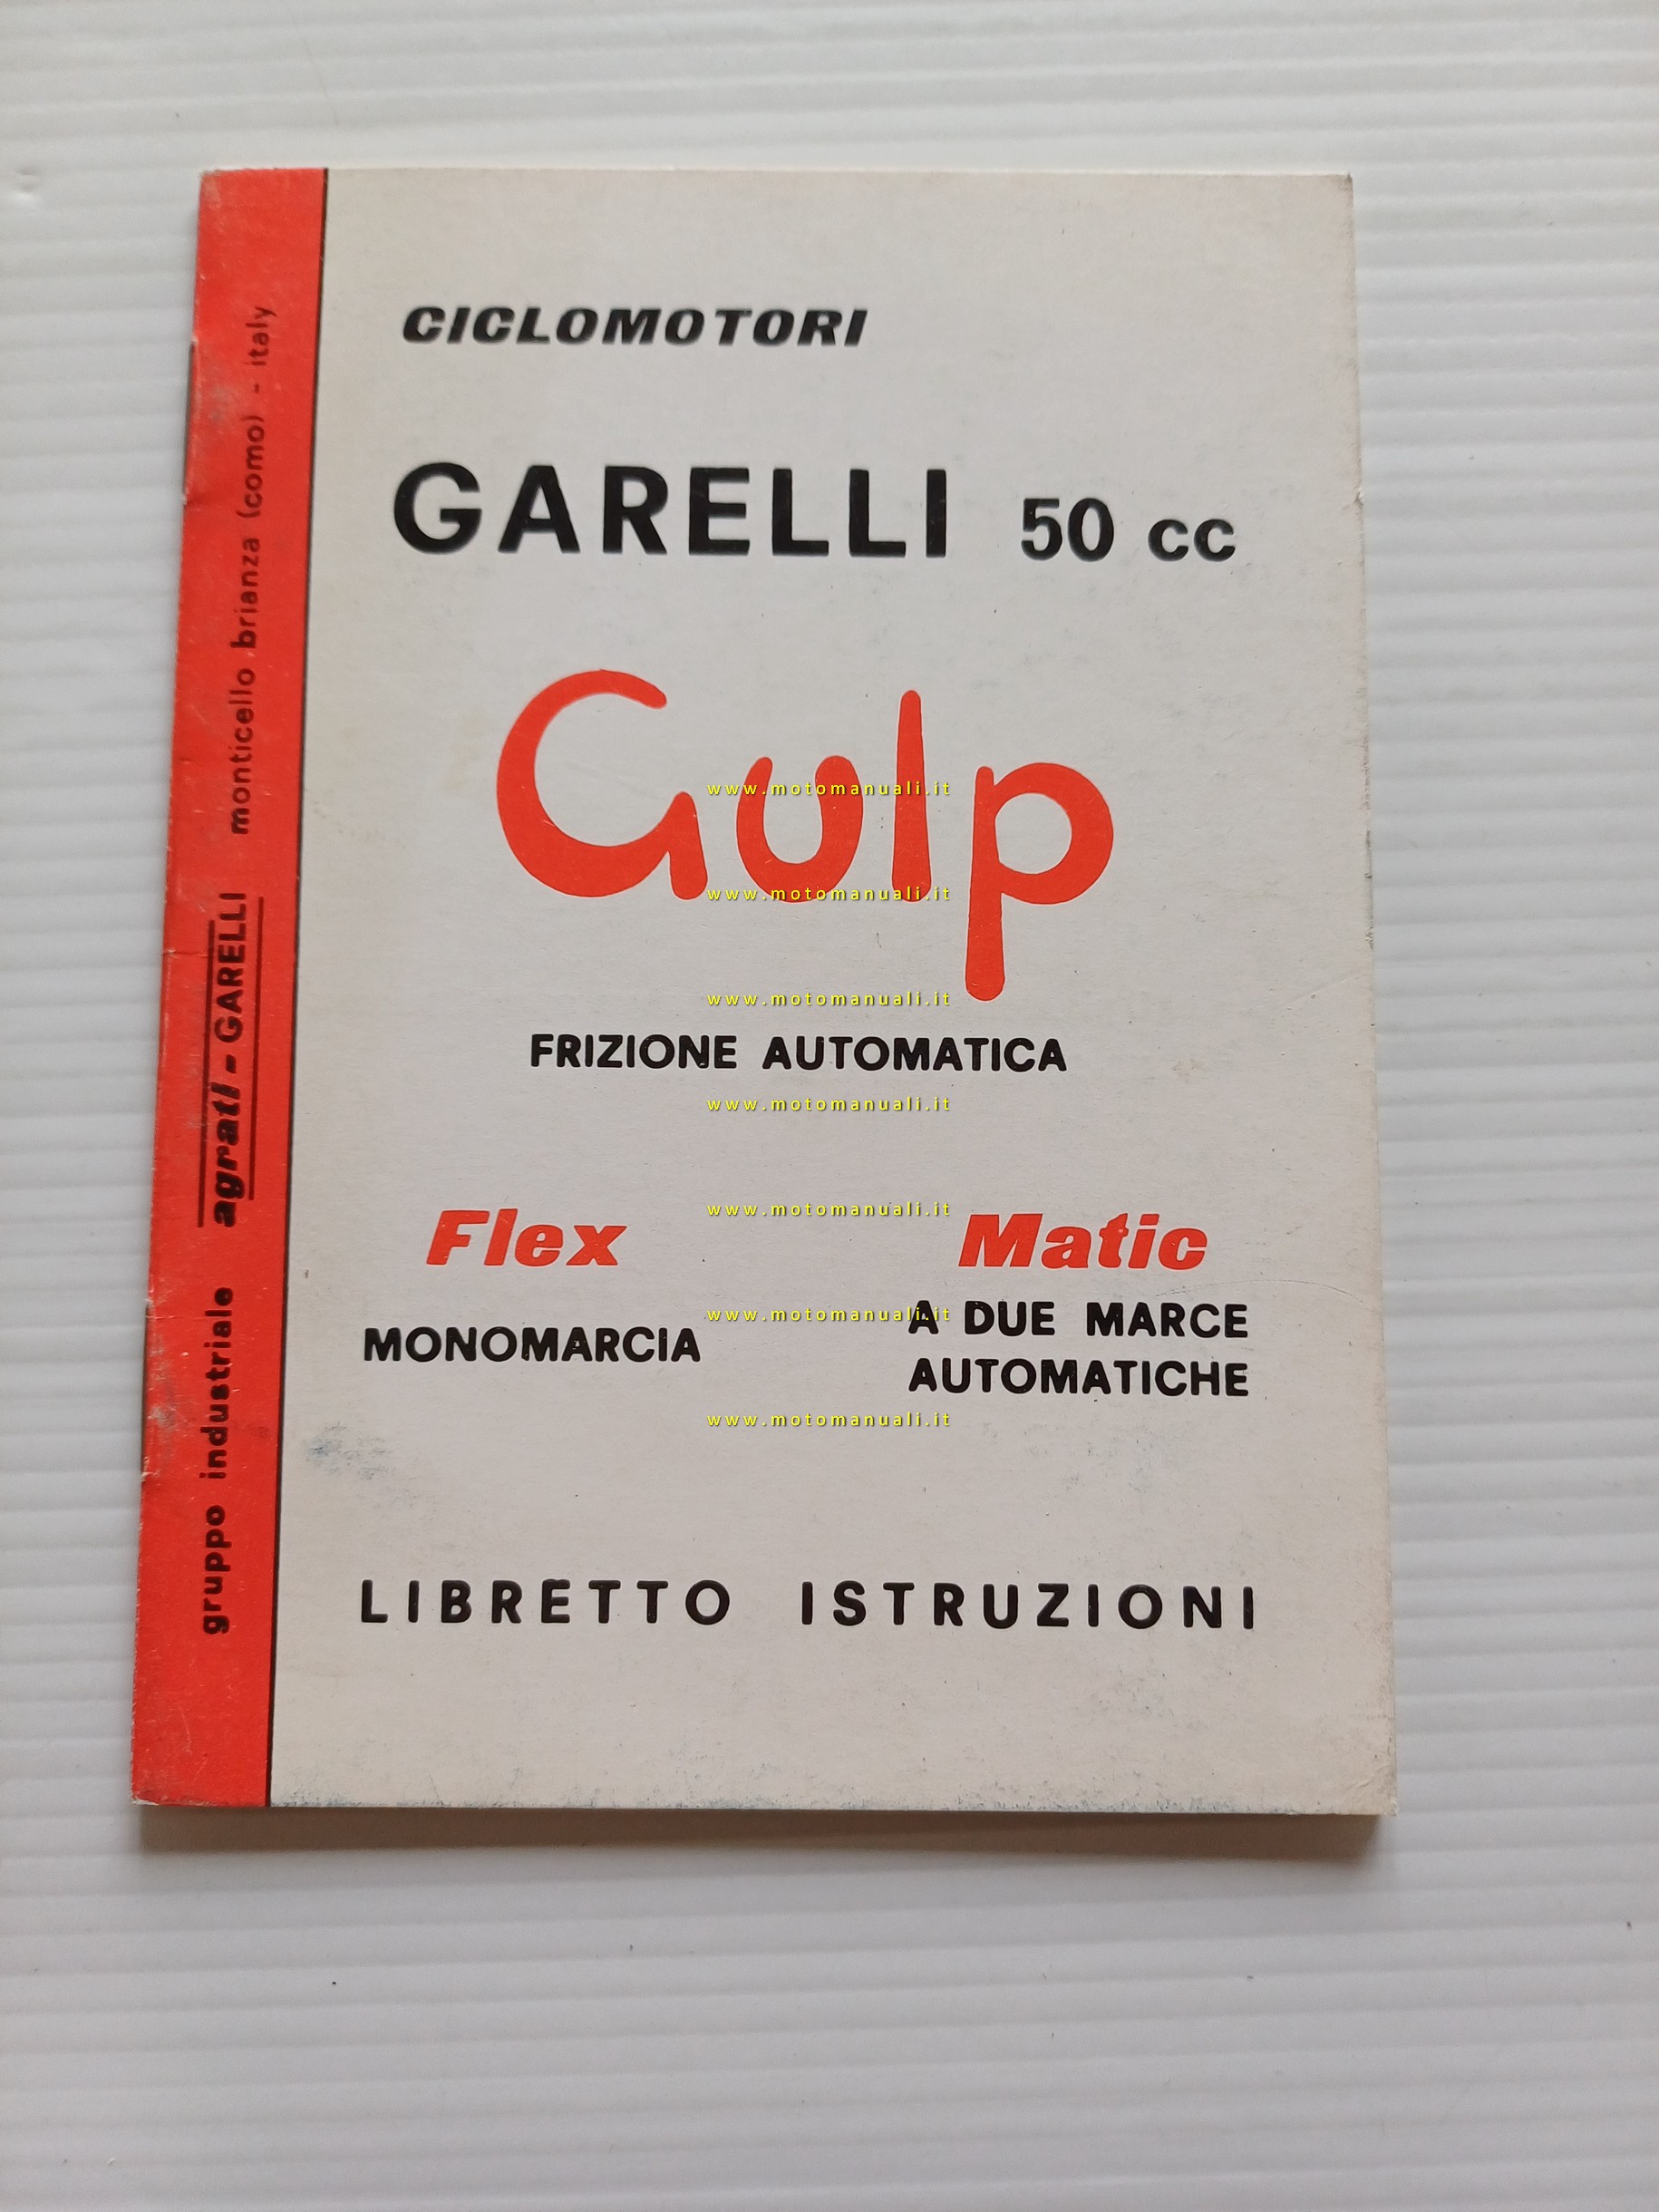 CICLOMOTORI
GARELLI 50 cc
Gulp
FRIZIONE AUTOMATICA
Flex
MONOMARCIA
Matic
A DUE MARCE
AUTOMATICHE
LIBRETTO ISTRUZIONI
gruppo industriale agrati - GARELLI monticello brianza (como) - italy
www.motomanuali.it
www.motomanuali.it
www.motomanuali.it
www.motomanuali.it
www.motomanuali.it
www.motomanuali.it
www.motomanuali.it